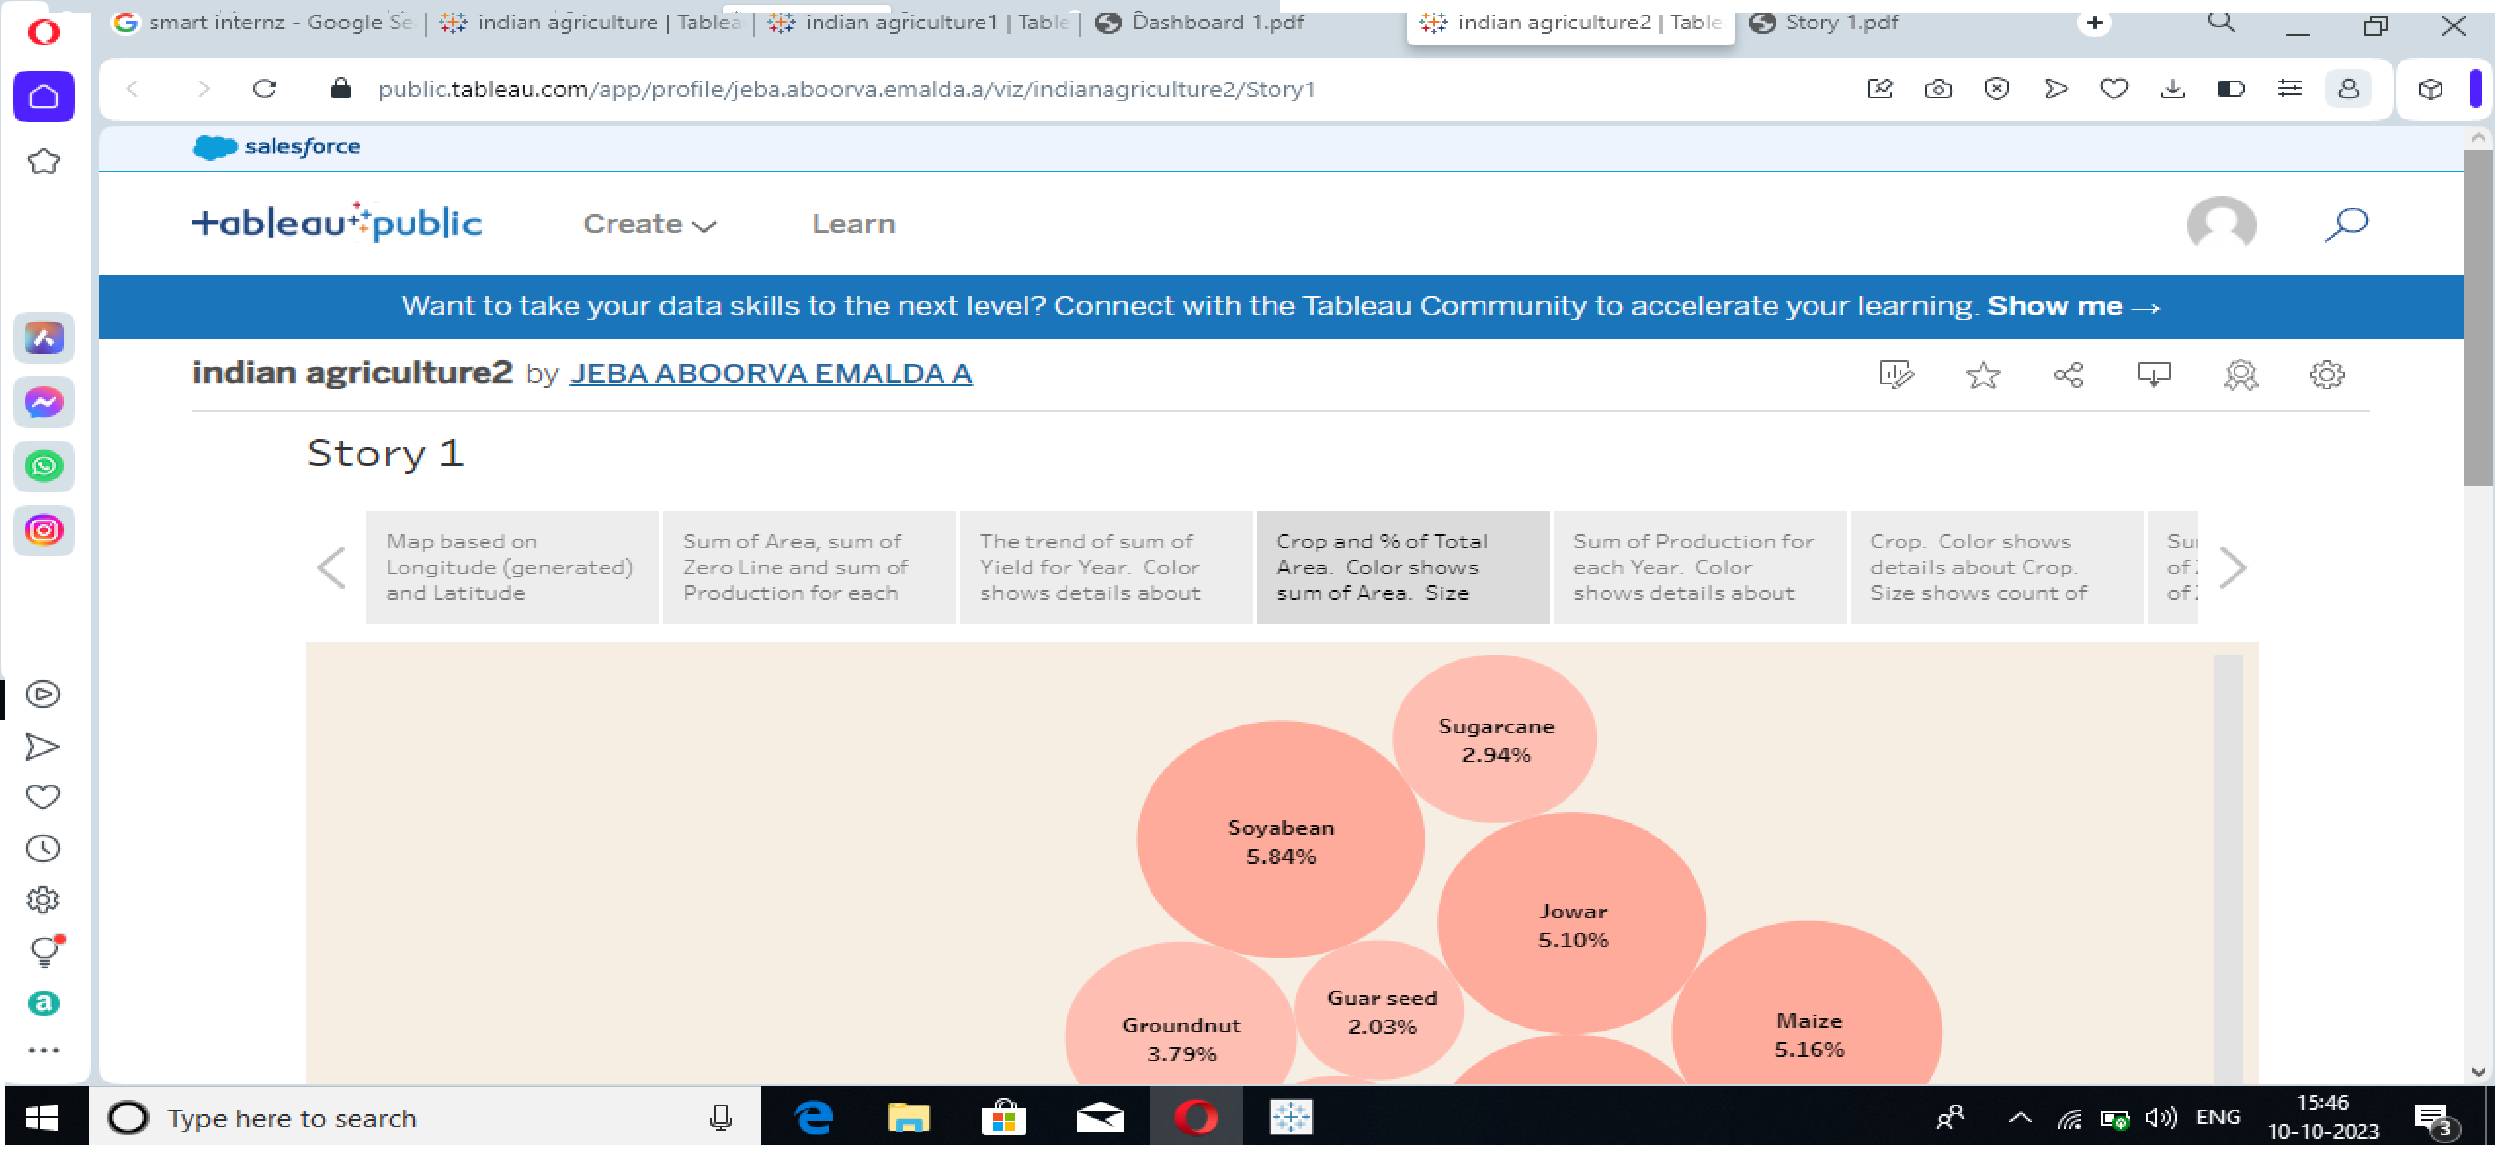 smart internz - Google Se
indian agriculture | Tablea
indian agriculture1 | Table
Dashboard 1.pdf
indian agriculture2 | Table
Story 1.pdf
public.tableau.com/app/profile/jeba.aboorva.emalda.a/viz/indianagriculture2/Story1
salesforce
+ableau public
Create
Learn
Want to take your data skills to the next level? Connect with the Tableau Community to accelerate your learning. Show me →
indian agriculture2 by JEBA ABOORVA EMALDA A
Story 1
Map based on
Longitude (generated)
and Latitude
Sum of Area, sum of
Zero Line and sum of
Production for each
The trend of sum of
Yield for Year. Color
shows details about
Crop and % of Total
Area. Color shows
sum of Area. Size
Sum of Production for
each Year. Color
shows details about
Crop. Color shows
details about Crop.
Size shows count of
Su
of
of
Sugarcane
2.94%
Soyabean
5.84%
Jowar
5.10%
Guar seed
2.03%
Groundnut
3.79%
Maize
5.16%
Type here to search
ENG
15:46
10-10-2023
3